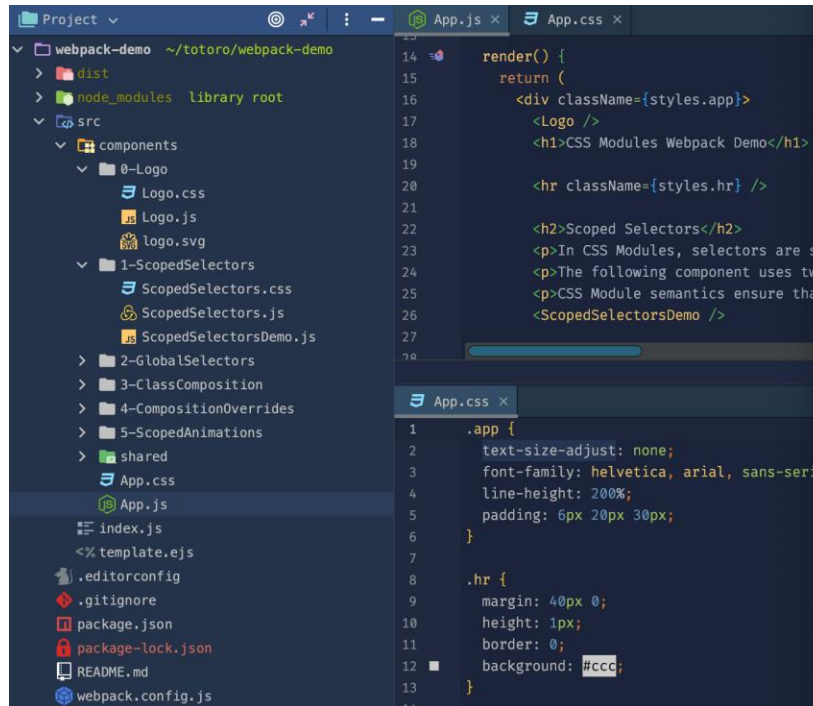 Project
webpack-demo ~/totoro/webpack-demo
dist
node_modules library root
src
components
0-Logo
Logo.css
Logo.js
logo.svg
1-ScopedSelectors
ScopedSelectors.css
ScopedSelectors.js
ScopedSelectorsDemo.js
2-GlobalSelectors
3-ClassComposition
4-CompositionOverrides
5-ScopedAnimations
shared
App.css
App.js
index.js
<% template.ejs
.editorconfig
.gitignore
package.json
package-lock.json
README.md
webpack.config.js
App.js × App.css ×
14 render() {
15 return (
16 <div className={styles.app}>
17 <Logo />
18 <h1>CSS Modules Webpack Demo</h1>
19
20 <hr className={styles.hr} />
21
22 <h2>Scoped Selectors</h2>
23 <p>In CSS Modules, selectors are
24 <p>The following component uses
25 <p>CSS Module semantics ensure
26 <ScopedSelectorsDemo />
27
28
App.css ×
1 .app {
2 text-size-adjust: none;
3 font-family: helvetica, arial,
4 line-height: 200%;
5 padding: 6px 20px 30px;
6 }
7
8 .hr {
9 margin: 40px 0;
10 height: 1px;
11 border: 0;
12 background: #ccc;
13 }